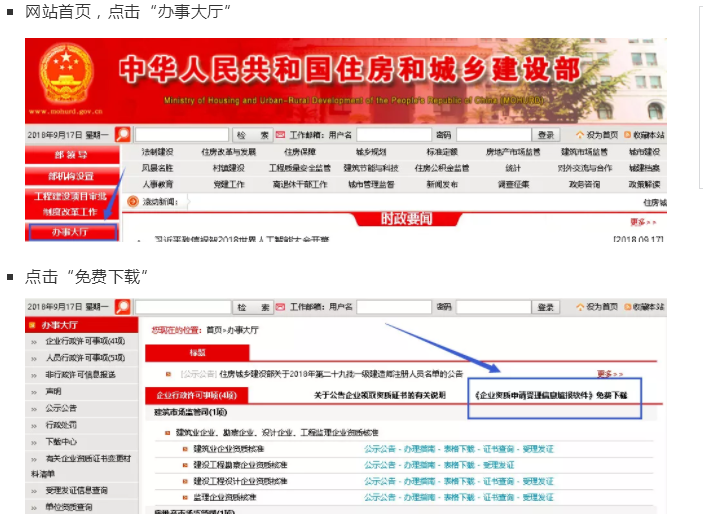 网站首页，点击“办事大厅”
中华人民共和国住房和城乡建设部
www.mohurd.gov.cn
Ministry of Housing and Urban-Rural Development of the People's Republic of China (MOHURD)
2018年9月17日 星期一 检 索 工作邮箱：用户名 密码 登录 设为首页 收藏本站
部 领 导 法制建设 住房改革与发展 住房保障 城乡规划 标准定额 房地产市场监管 建筑市场监管 城市建设
部机构设置 风景名胜 村镇建设 工程质量安全监管 建筑节能与科技 住房公积金监管 统计 对外交流与合作 城建档案
人事教育 党建工作 离退休干部工作 城市管理监督 新闻发布 调查征集 政务咨询 政策解读
工程建设项目审批
制度改革工作
滚动新闻： 住房城
办事大厅
时政要闻 更多>>
习近平致信祝贺2018世界人工智能大会开幕 [2018.09.17]
点击“免费下载”
2018年9月17日 星期一 检 索 工作邮箱：用户名 密码 登录 设为首页 收藏本站
办事大厅
您现在的位置：首页>办事大厅
企业行政许可事项(4项)
人员行政许可事项(5项)
非行政许可信息报送
声明
公示公告
行政处罚
下载中心
有关企业资质证书变更材
料清单
受理发证信息查询
单位资质查询
标题
[公示公告] 住房城乡建设部关于2018年第二十九批一级建造师注册人员名单的公告 更多>>
企业行政许可事项(4项) 关于公告企业领取资质证书的有关说明 《企业资质申请受理信息填报软件》免费下载
建筑市场监管司(1项)
建筑业企业、勘察企业、设计企业、工程监理企业资质核准
建筑业企业资质核准 公示公告 - 办理指南 - 表格下载 - 证书查询 - 受理发证
建设工程勘察企业资质核准 公示公告 - 办理指南 - 表格下载 - 受理发证
建设工程设计企业资质核准 公示公告 - 办理指南 - 表格下载 - 证书查询 - 受理发证
监理企业资质核准 公示公告 - 办理指南 - 表格下载 - 证书查询 - 受理发证